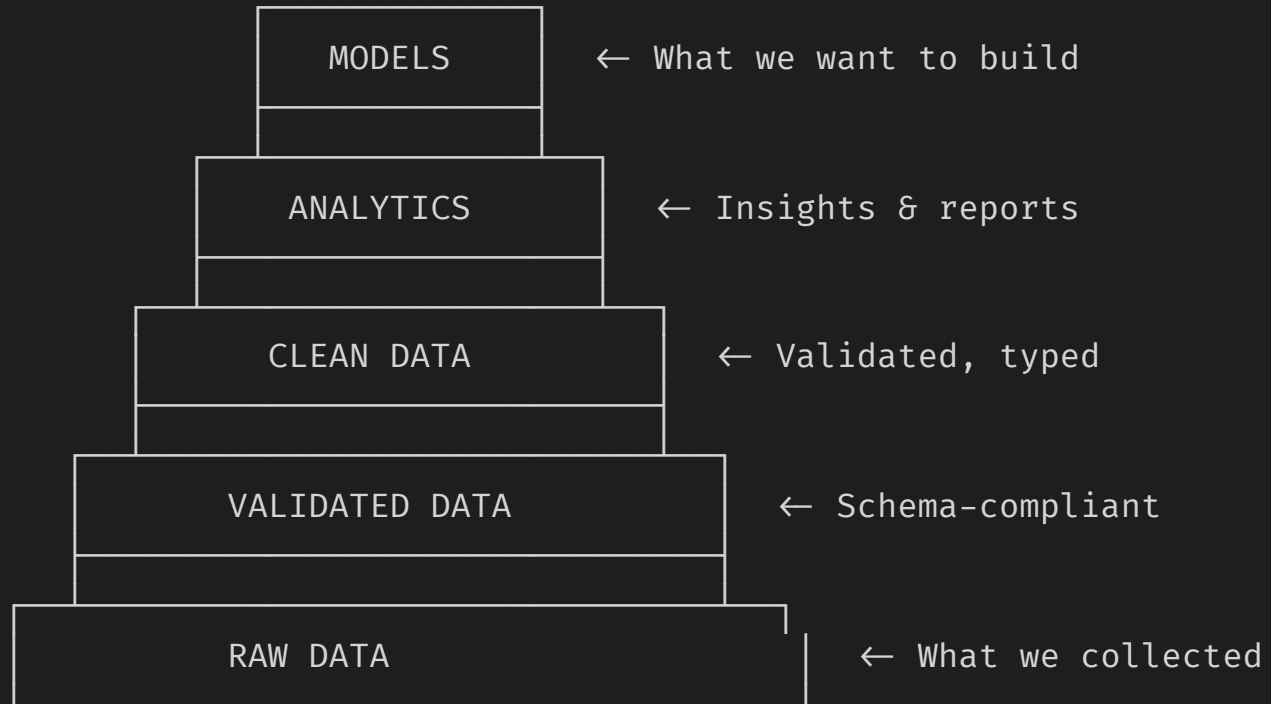 MODELS ← What we want to build
ANALYTICS ← Insights & reports
CLEAN DATA ← Validated, typed
VALIDATED DATA ← Schema-compliant
RAW DATA ← What we collected